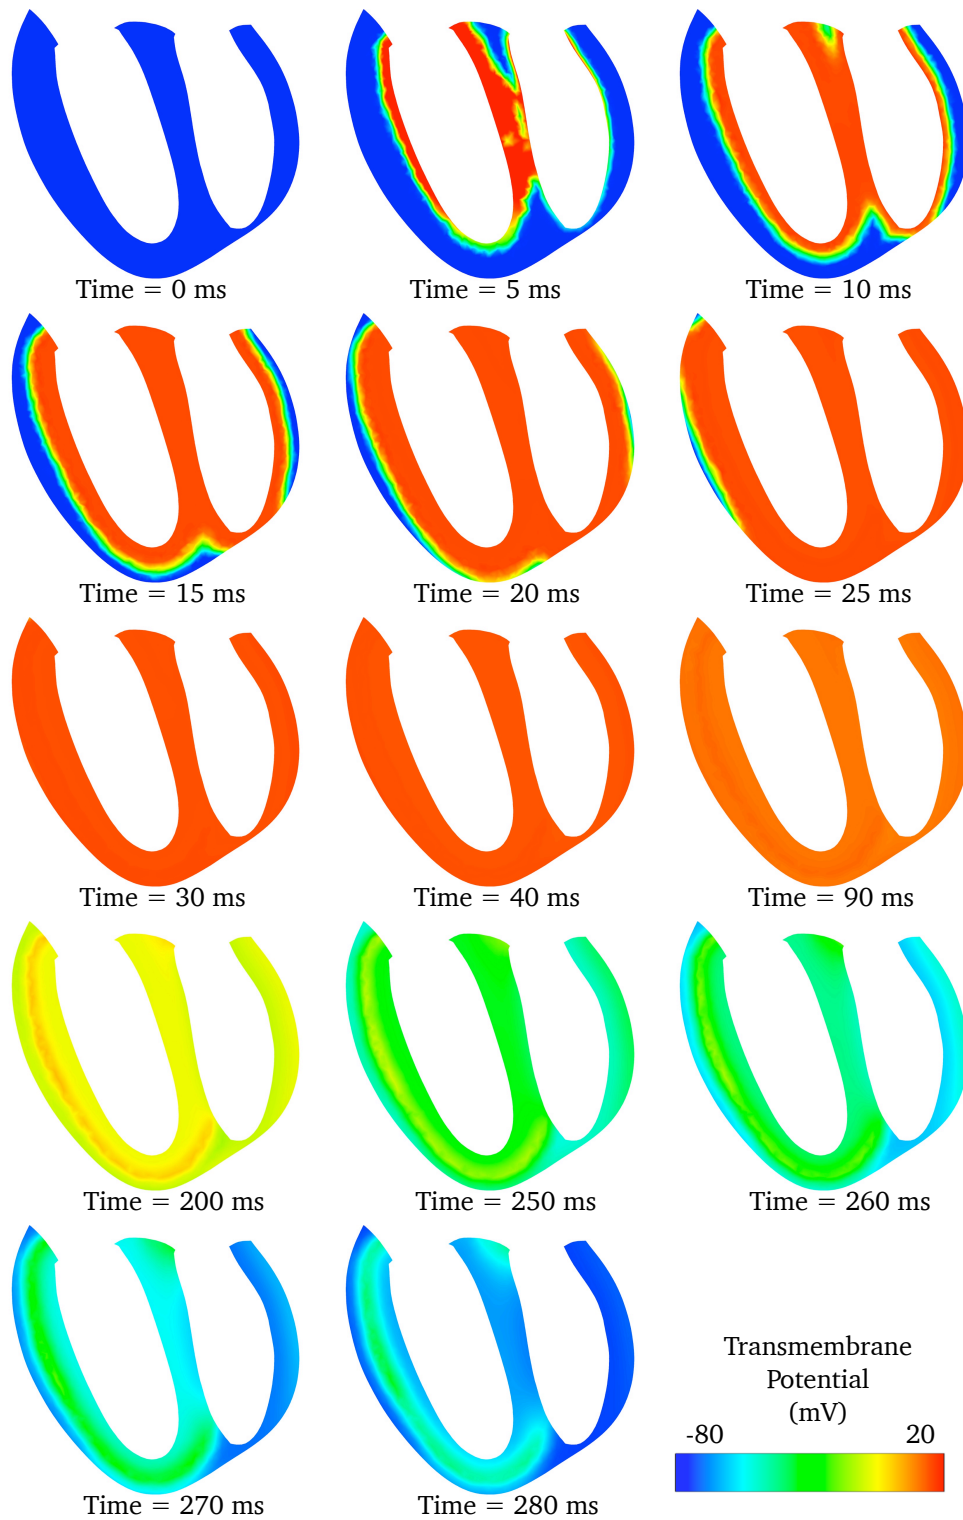 Time = 0 ms
Time = 5 ms
Time = 10 ms
Time = 15 ms
Time = 20 ms
Time = 25 ms
Time = 30 ms
Time = 40 ms
Time = 90 ms
Time = 200 ms
Time = 250 ms
Time = 260 ms
Time = 270 ms
Time = 280 ms
Transmembrane
Potential
(mV)
-80 20